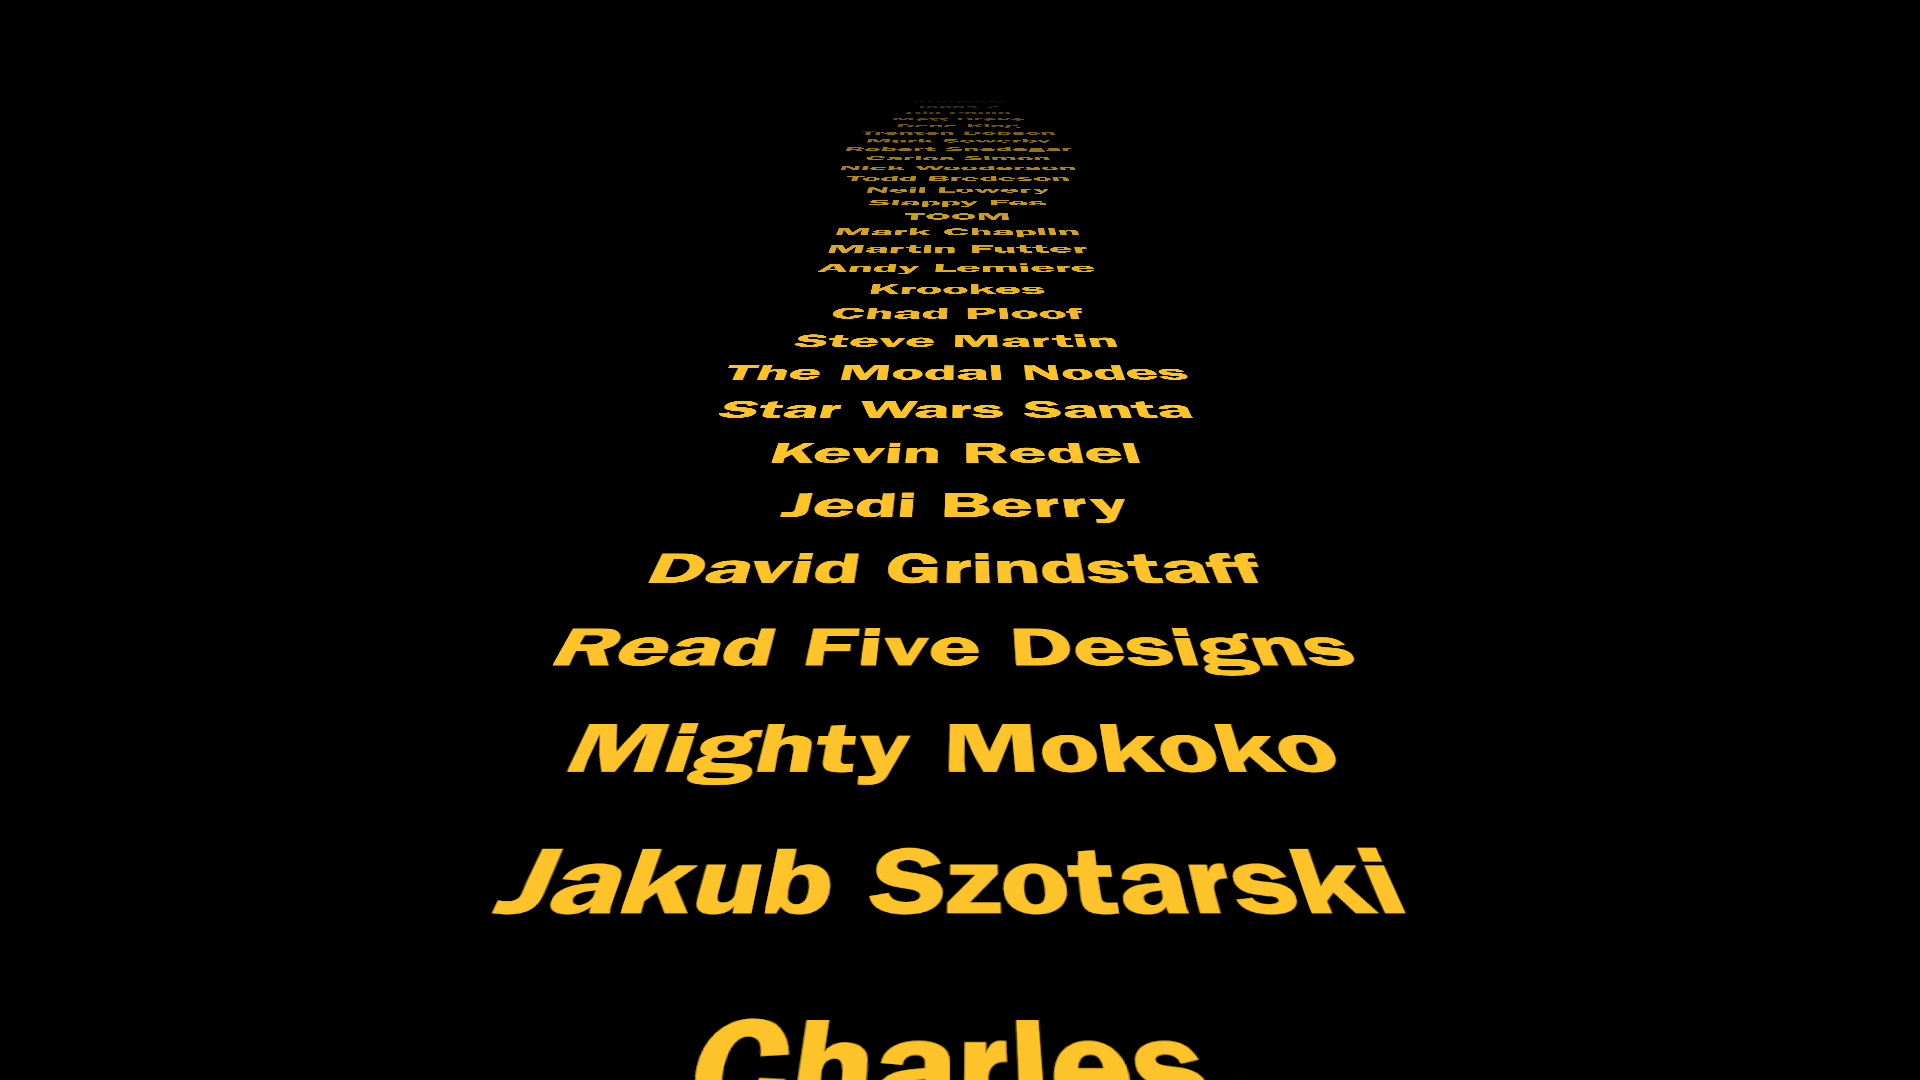 Trenten Dobson
Mark Sowerby
Robert Snedegar
Carlos Simon
Nick Wooderson
Todd Bredeson
Neil Lowery
Slappy Fas
TOOM
Mark Chaplin
Martin Futter
Andy Lemiere
Krookes
Chad Ploof
Steve Martin
The Modal Nodes
Star Wars Santa
Kevin Redel
Jedi Berry
David Grindstaff
Read Five Designs
Mighty Mokoko
Jakub Szotarski
Charles